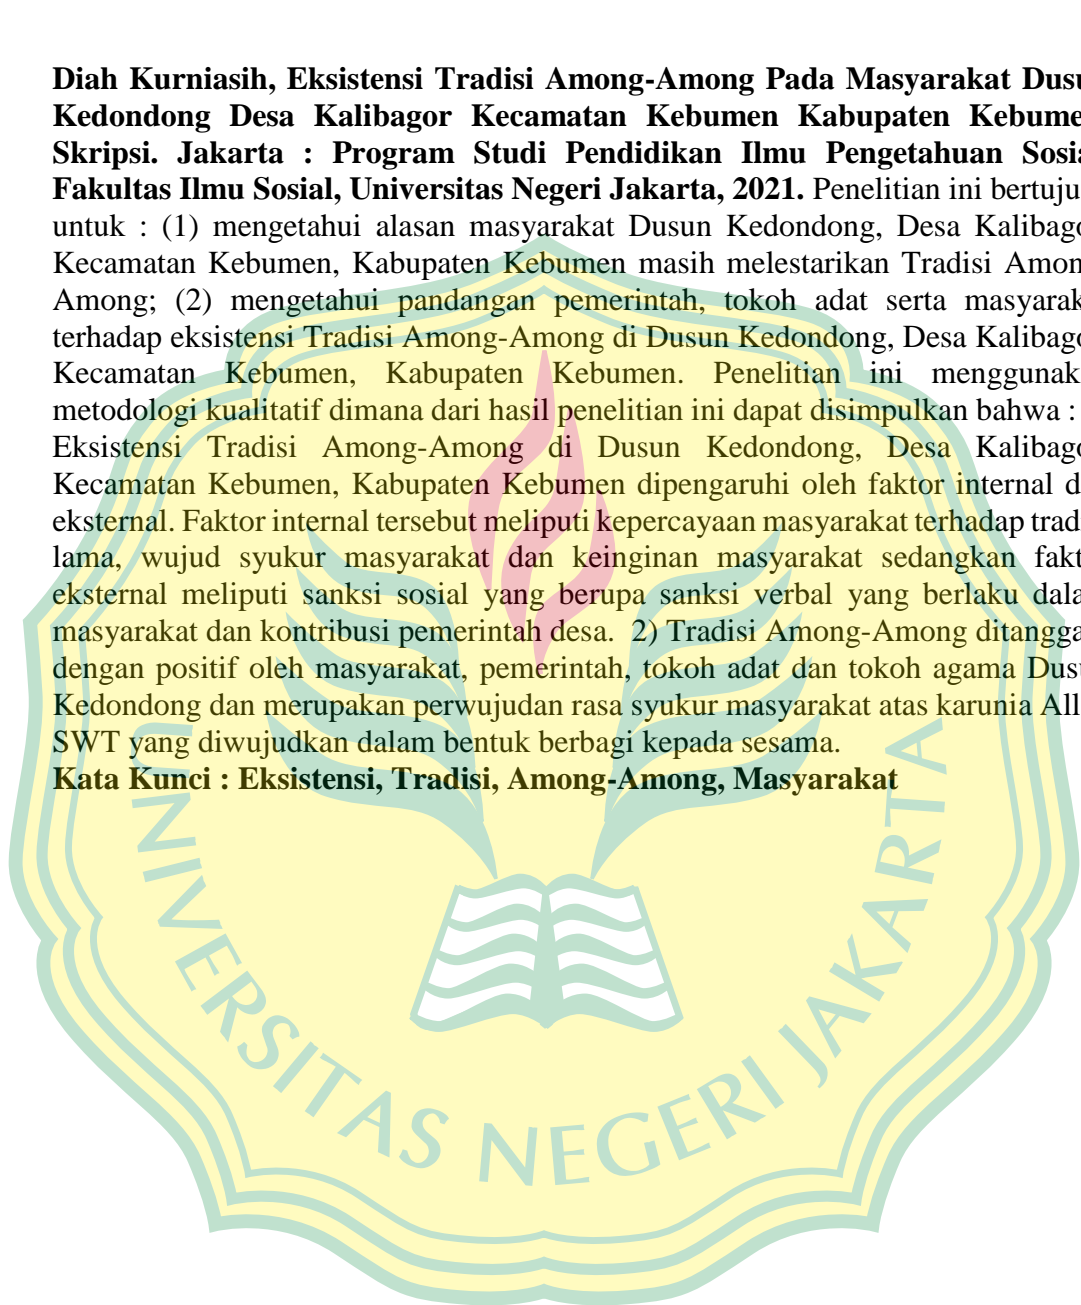 Diah Kurniasih, Eksistensi Tradisi Among-Among Pada Masyarakat Dusu
Kedondong Desa Kalibagor Kecamatan Kebumen Kabupaten Kebume
Skripsi. Jakarta : Program Studi Pendidikan Ilmu Pengetahuan Sosia
Fakultas Ilmu Sosial, Universitas Negeri Jakarta, 2021. Penelitian ini bertuju
untuk : (1) mengetahui alasan masyarakat Dusun Kedondong, Desa Kalibago
Kecamatan Kebumen, Kabupaten Kebumen masih melestarikan Tradisi Amon
Among; (2) mengetahui pandangan pemerintah, tokoh adat serta masyarak
terhadap eksistensi Tradisi Among-Among di Dusun Kedondong, Desa Kalibago
Kecamatan Kebumen, Kabupaten Kebumen. Penelitian ini menggunak
metodologi kualitatif dimana dari hasil penelitian ini dapat disimpulkan bahwa :
Eksistensi Tradisi Among-Among di Dusun Kedondong, Desa Kalibago
Kecamatan Kebumen, Kabupaten Kebumen dipengaruhi oleh faktor internal d
eksternal. Faktor internal tersebut meliputi kepercayaan masyarakat terhadap tradi
lama, wujud syukur masyarakat dan keinginan masyarakat sedangkan fakt
eksternal meliputi sanksi sosial yang berupa sanksi verbal yang berlaku dala
masyarakat dan kontribusi pemerintah desa. 2) Tradisi Among-Among ditangga
dengan positif oleh masyarakat, pemerintah, tokoh adat dan tokoh agama Dusu
Kedondong dan merupakan perwujudan rasa syukur masyarakat atas karunia All
SWT yang diwujudkan dalam bentuk berbagi kepada sesama.
Kata Kunci : Eksistensi, Tradisi, Among-Among, Masyarakat
UNIVERSITAS NEGERI JAKARTA